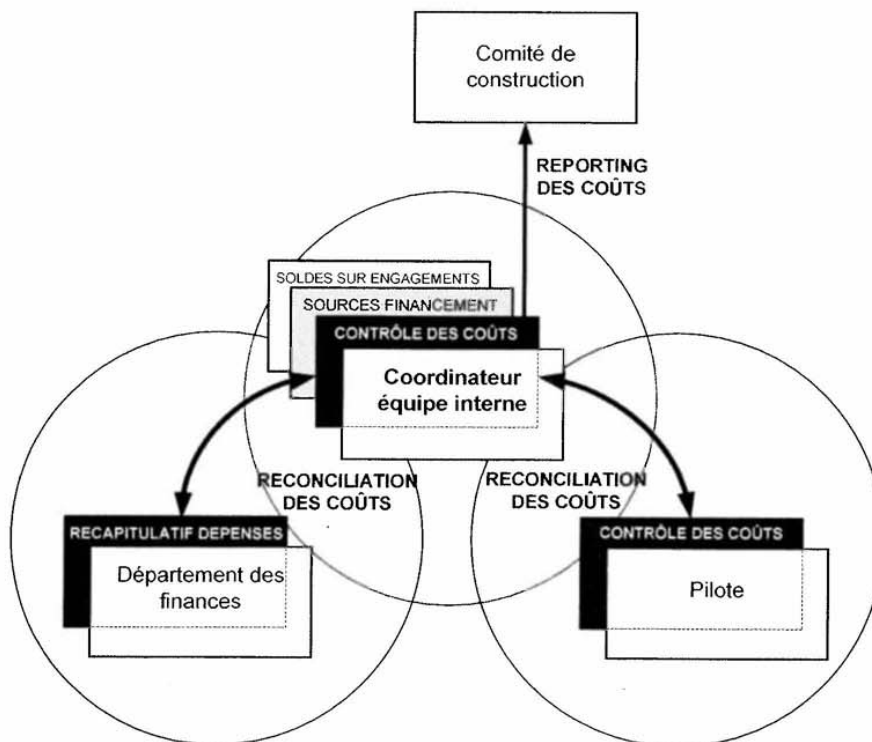 Comité de
construction
REPORTING
DES COÛTS
SOLDES SUR ENGAGEMENTS
SOURCES FINANCEMENT
CONTRÔLE DES COÛTS
Coordinateur
équipe interne
RECONCILIATION
DES COÛTS
RECONCILIATION
DES COÛTS
RECAPITULATIF DEPENSES
Département des
finances
CONTRÔLE DES COÛTS
Pilote